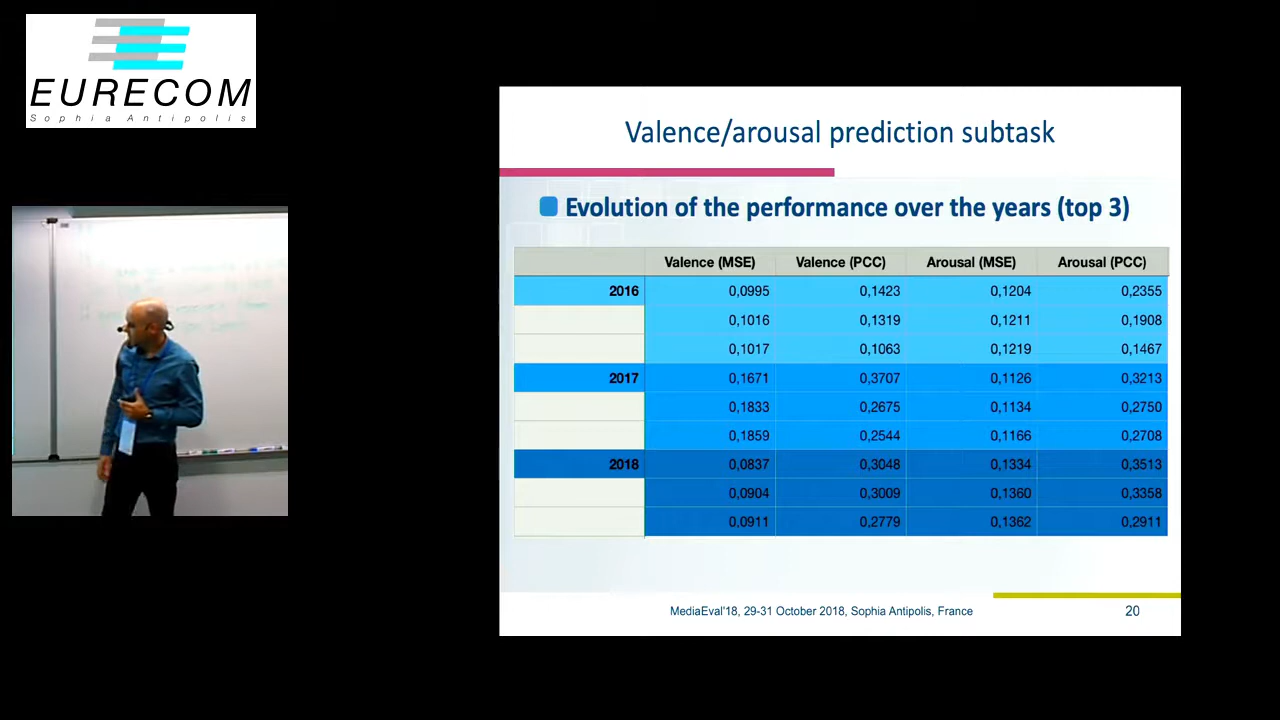 EURECOM
Sophia Antipolis
Valence/arousal prediction subtask
Evolution of the performance over the years (top 3)
Valence (MSE) Valence (PCC) Arousal (MSE) Arousal (PCC)
2016 0,0995 0,1423 0,1204 0,2355
0,1016 0,1319 0,1211 0,1908
0,1017 0,1063 0,1219 0,1467
2017 0,1671 0,3707 0,1126 0,3213
0,1833 0,2675 0,1134 0,2750
0,1859 0,2544 0,1166 0,2708
2018 0,0837 0,3048 0,1334 0,3513
0,0904 0,3009 0,1360 0,3358
0,0911 0,2779 0,1362 0,2911
MediaEval'18, 29-31 October 2018, Sophia Antipolis, France 20